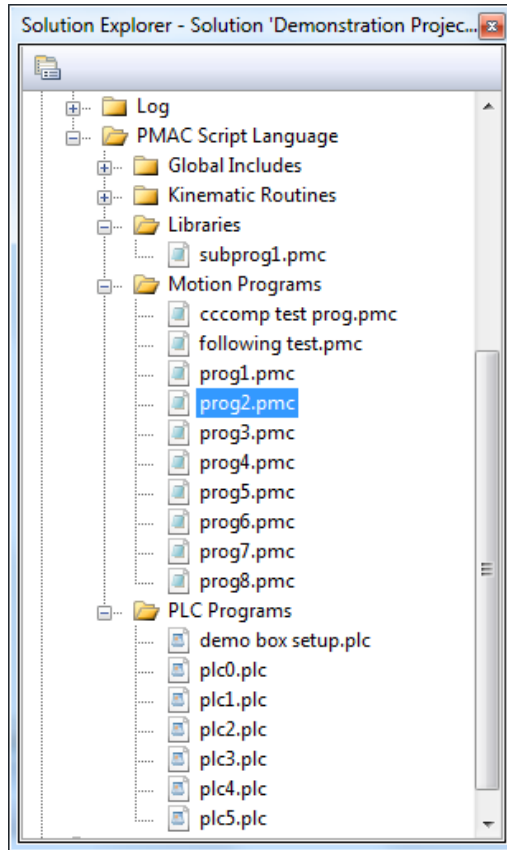 Solution Explorer - Solution 'Demonstration Projec...
Log
PMAC Script Language
Global Includes
Kinematic Routines
Libraries
subprog1.pmc
Motion Programs
cccomp test prog.pmc
following test.pmc
prog1.pmc
prog2.pmc
prog3.pmc
prog4.pmc
prog5.pmc
prog6.pmc
prog7.pmc
prog8.pmc
PLC Programs
demo box setup.plc
plc0.plc
plc1.plc
plc2.plc
plc3.plc
plc4.plc
plc5.plc